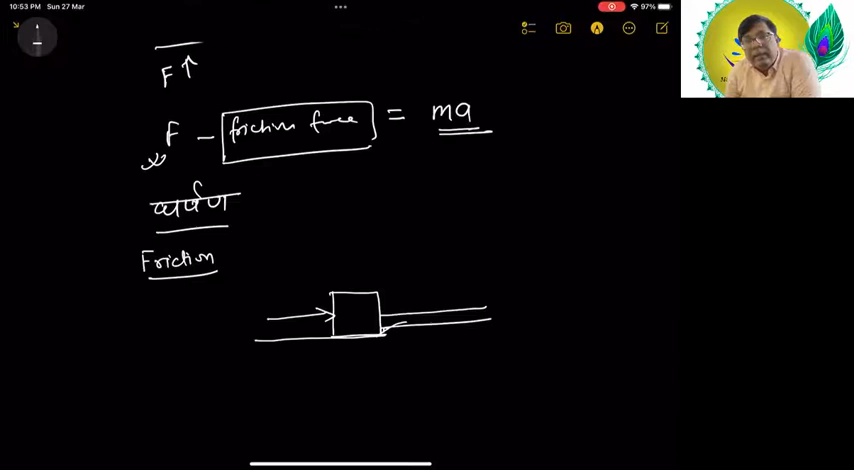 10:53 PM Sun 27 Mar
97%
F↑
F - friction force = ma
घर्षण
Friction